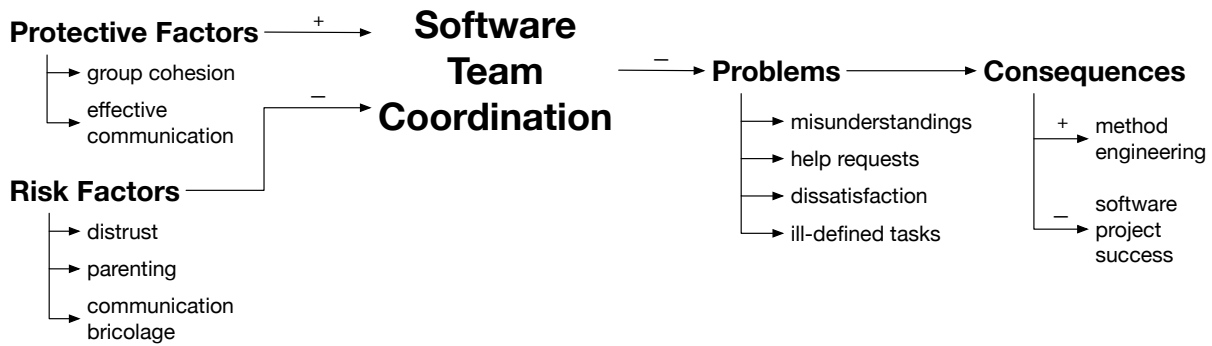 Protective Factors
+
group cohesion
effective
communication
Risk Factors
–
distrust
parenting
communication
bricolage
Software
Team
Coordination
–
Problems
misunderstandings
help requests
dissatisfaction
ill-defined tasks
Consequences
+
method
engineering
–
software
project
success